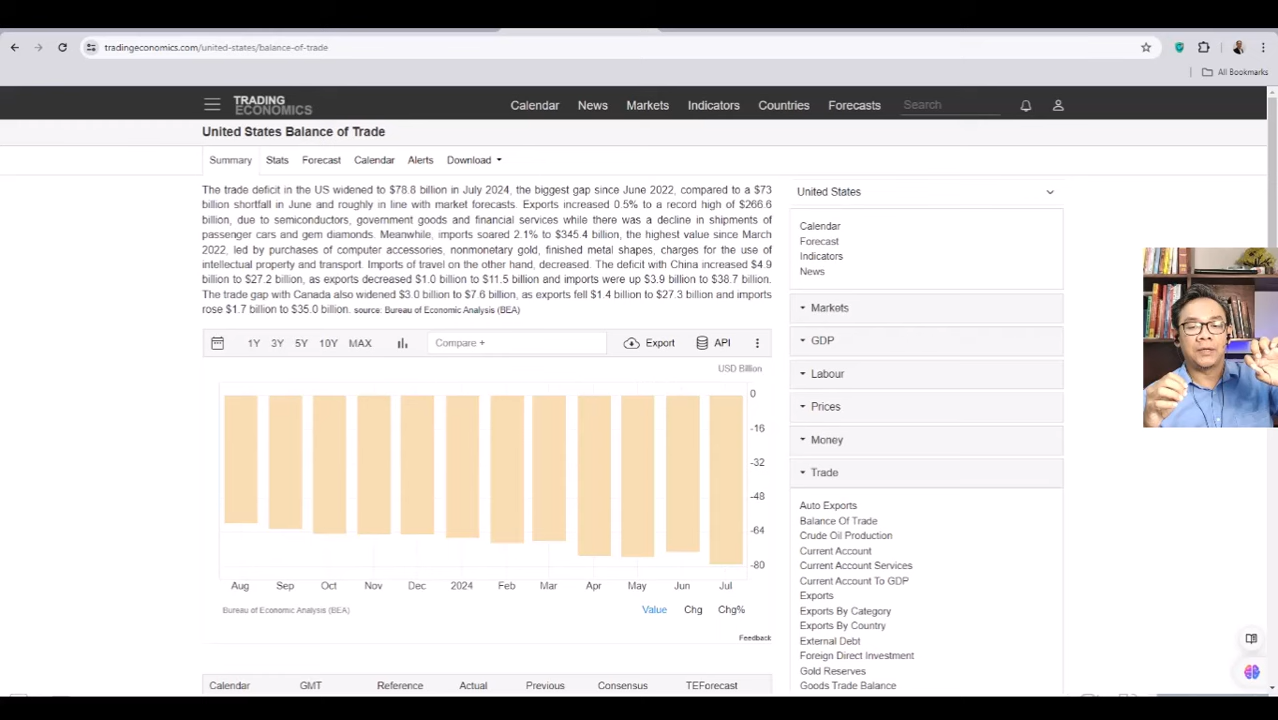 tradingeconomics.com/united-states/balance-of-trade
All Bookmarks
TRADING
ECONOMICS
Calendar News Markets Indicators Countries Forecasts Search
United States Balance of Trade
Summary Stats Forecast Calendar Alerts Download
The trade deficit in the US widened to $78.8 billion in July 2024, the biggest gap since June 2022, compared to a $73
billion shortfall in June and roughly in line with market forecasts. Exports increased 0.5% to a record high of $266.6
billion, due to semiconductors, government goods and financial services while there was a decline in shipments of
passenger cars and gem diamonds. Meanwhile, imports soared 2.1% to $345.4 billion, the highest value since March
2022, led by purchases of computer accessories, nonmonetary gold, finished metal shapes, charges for the use of
intellectual property and transport. Imports of travel on the other hand, decreased. The deficit with China increased $4.9
billion to $27.2 billion, as exports decreased $1.0 billion to $11.5 billion and imports were up $3.9 billion to $38.7 billion.
The trade gap with Canada also widened $3.0 billion to $7.6 billion, as exports fell $1.4 billion to $27.3 billion and imports
rose $1.7 billion to $35.0 billion. source: Bureau of Economic Analysis (BEA)
1Y 3Y 5Y 10Y MAX Compare + Export API
USD Billion
0
-16
-32
-48
-64
-80
Aug Sep Oct Nov Dec 2024 Feb Mar Apr May Jun Jul
Bureau of Economic Analysis (BEA) Value Chg Chg%
Feedback
Calendar GMT Reference Actual Previous Consensus TEForecast
United States
Calendar
Forecast
Indicators
News
Markets
GDP
Labour
Prices
Money
Trade
Auto Exports
Balance Of Trade
Crude Oil Production
Current Account
Current Account Services
Current Account To GDP
Exports
Exports By Category
Exports By Country
External Debt
Foreign Direct Investment
Gold Reserves
Goods Trade Balance